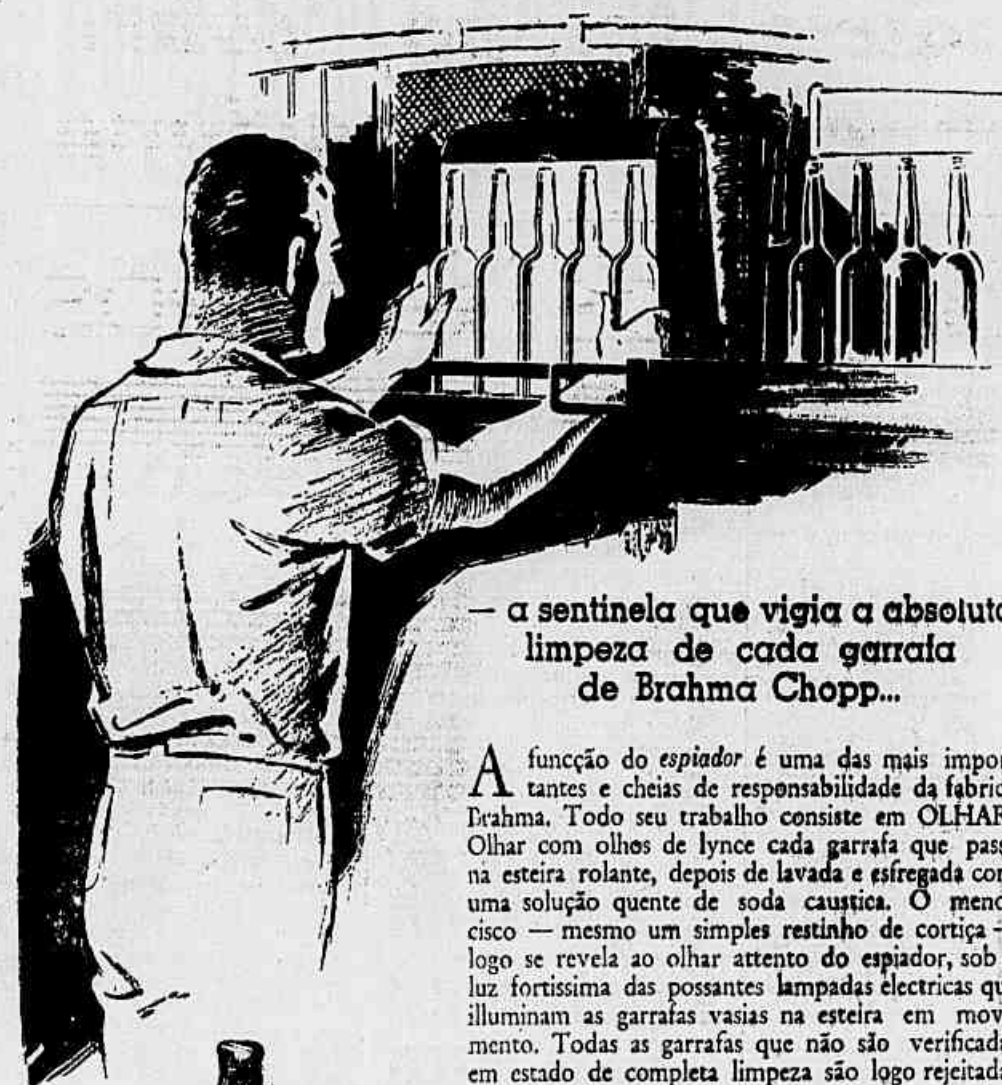 — a sentinela que vigia a absoluta
limpeza de cada garrafa
de Brahma Chopp...
A funcção do espiador é uma das mais impor
tantes e cheias de responsabilidade da fabric
Brahma. Todo seu trabalho consiste em OLHAR
Olhar com olhos de lynce cada garrafa que pass
na esteira rolante, depois de lavada e esfregada con
uma solução quente de soda caustica. O meno
cisco — mesmo um simples restinho de cortiça -
logo se revela ao olhar attento do espiador, sob
luz fortissima das possantes lampadas electricas qu
illuminam as garrafas vasias na esteira em movi
mento. Todas as garrafas que não são verificada
em estado de completa limpeza são logo rejeitada